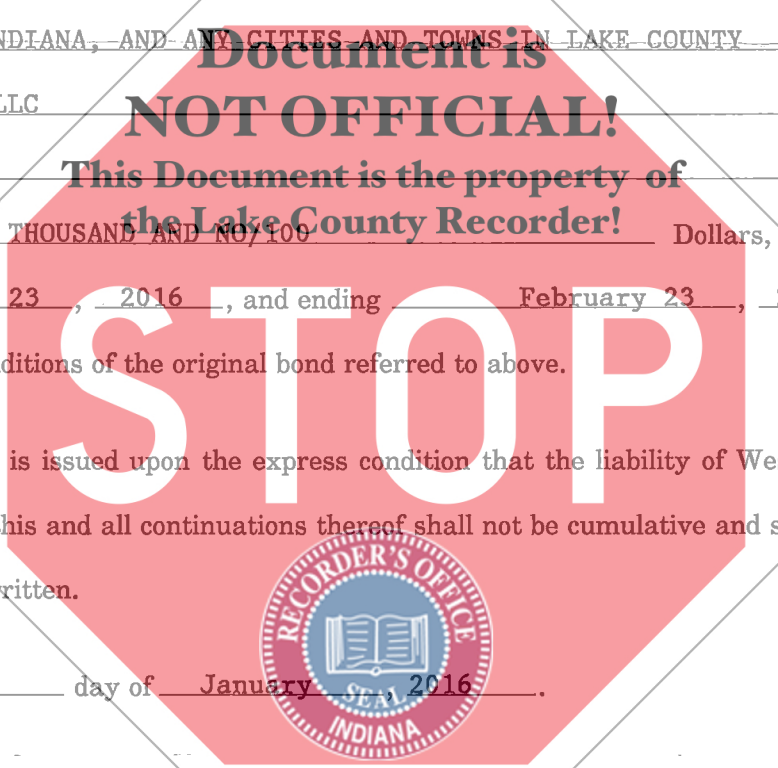 NDIANA, AND ANY CITIES AND TOWNS IN LAKE COUNTY
Document is
LLC
NOT OFFICIAL!
This Document is the property of
the Lake County Recorder!
THOUSAND AND NO/100 Dollars,
23, 2016, and ending February 23,
STOP
ditions of the original bond referred to above.
is issued upon the express condition that the liability of We
his and all continuations thereof shall not be cumulative and s
ritten.
RECORDER'S OFFICE
SEAL
INDIANA
day of January, 2016.